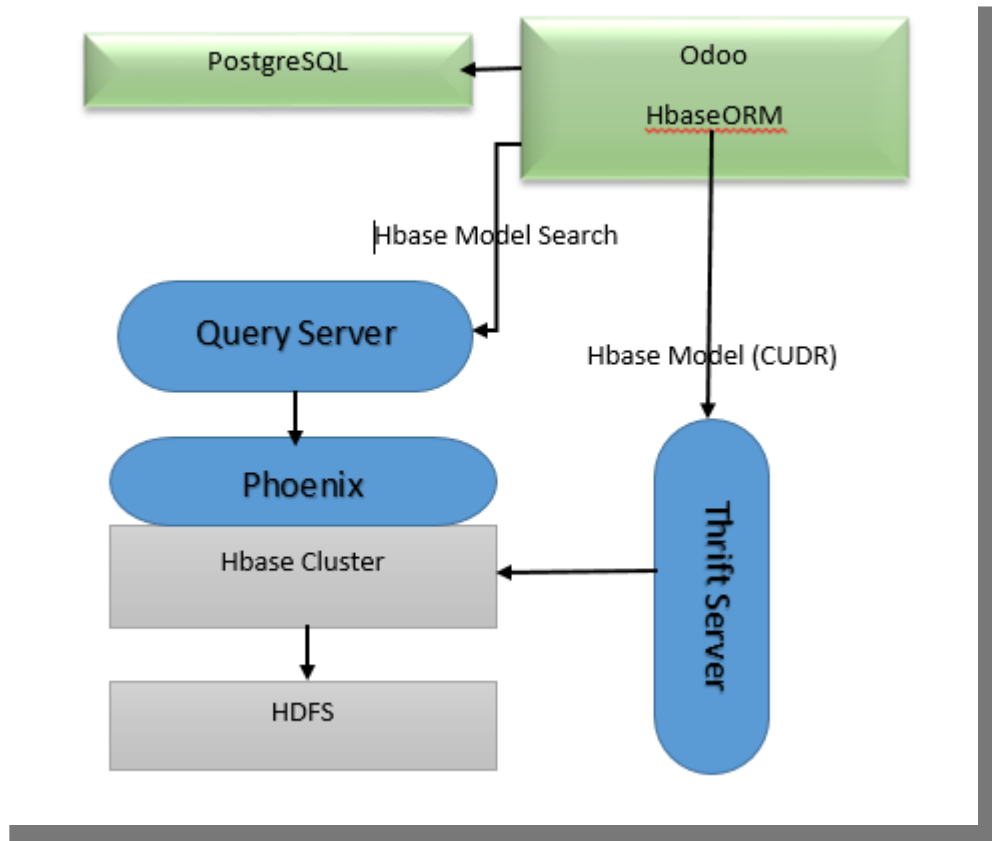 PostgreSQL
Odoo
HbaseORM
Hbase Model Search
Query Server
Hbase Model (CUDR)
Phoenix
Hbase Cluster
Thrift Server
HDFS